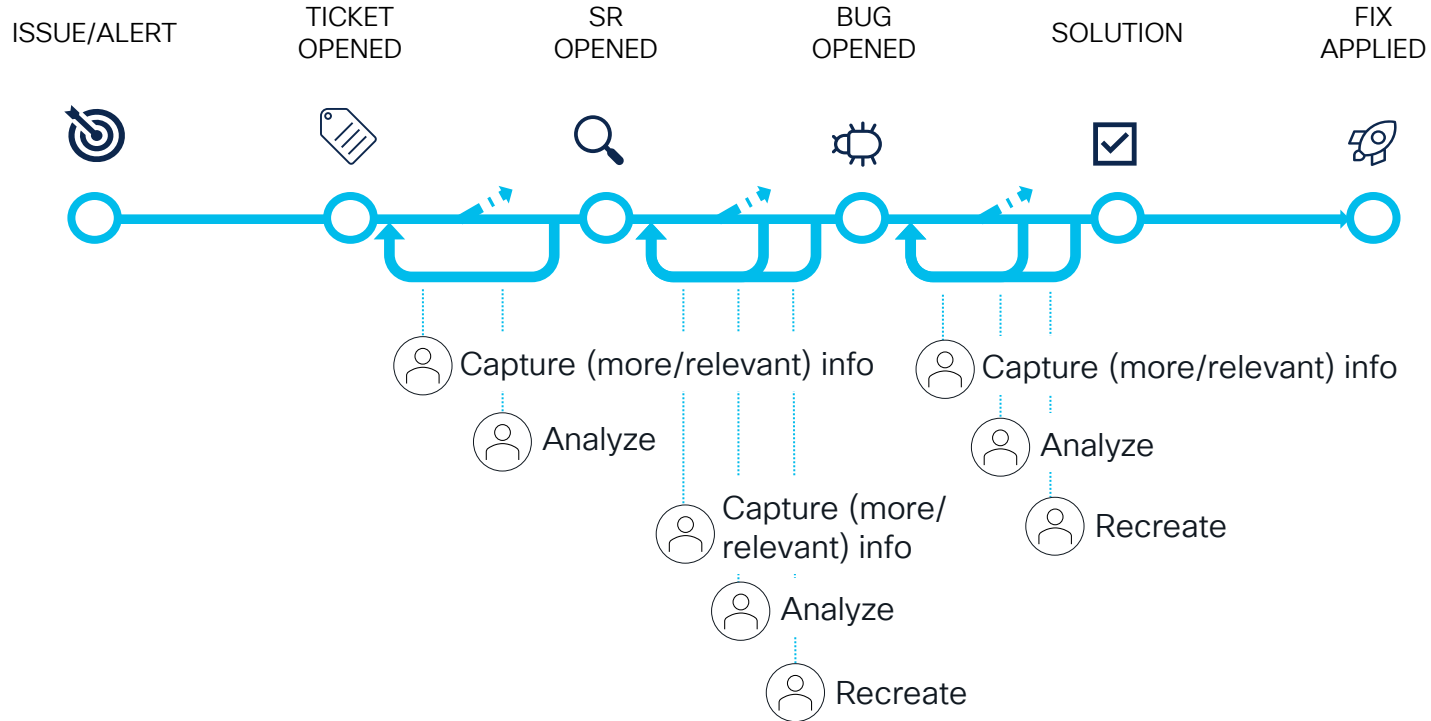 ISSUE/ALERT
TICKET
OPENED
SR
OPENED
BUG
OPENED
SOLUTION
FIX
APPLIED
Capture (more/relevant) info
Analyze
Capture (more/
relevant) info
Analyze
Recreate
Capture (more/relevant) info
Analyze
Recreate